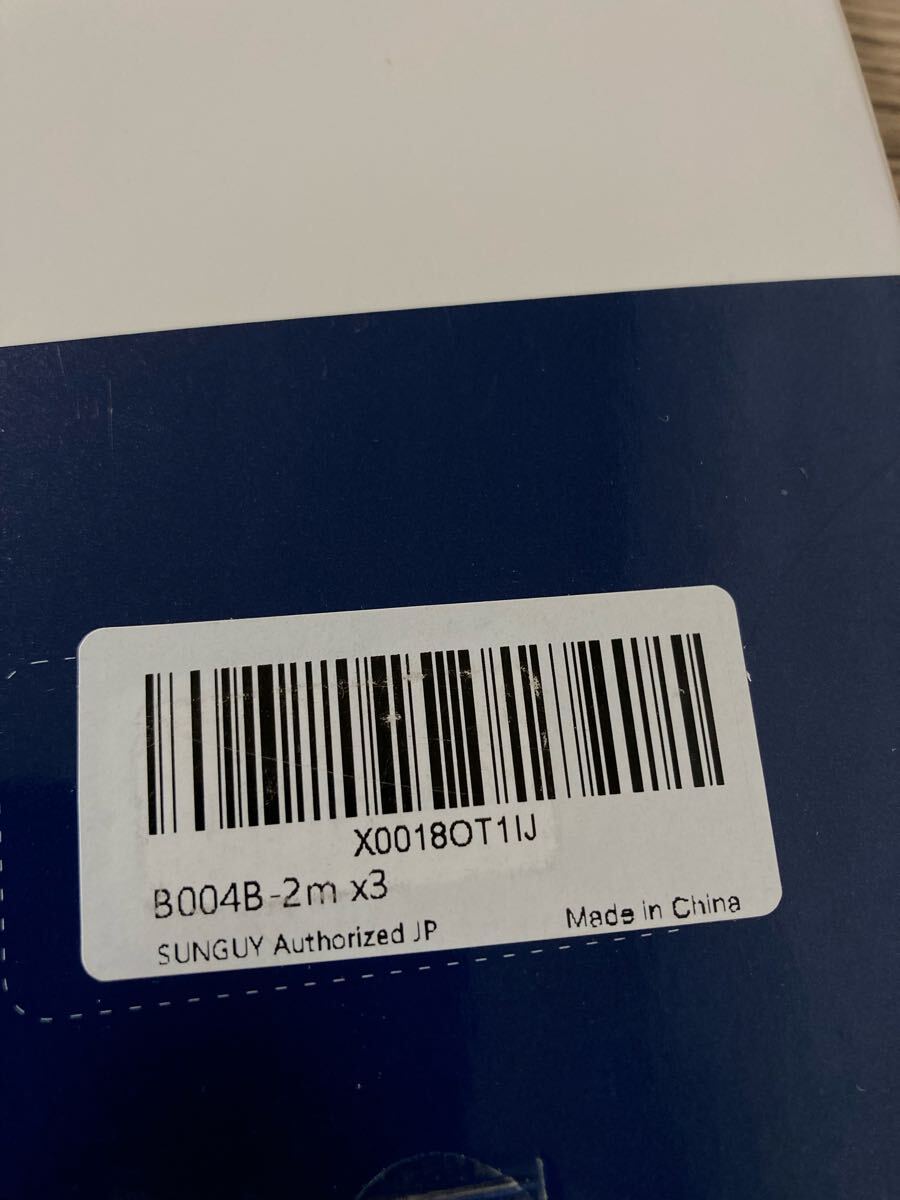 X0018OT1IJ
B004B-2m x3
SUNGUY Authorized JP
Made in China